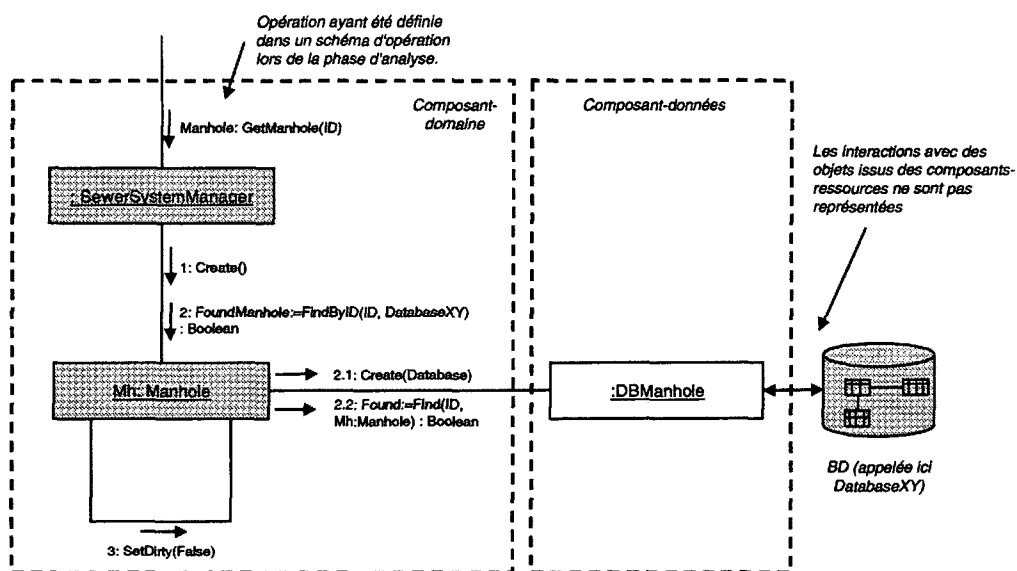 Opération ayant été définie
dans un schéma d'opération
lors de la phase d'analyse.
Composant-
domaine
Composant-données
Manhole: GetManhole(ID)
Les interactions avec des
objets issus des composants-
ressources ne sont pas
représentées
: SewerSystemManager
1: Create()
2: FoundManhole:=FindByID(ID, DatabaseXY)
: Boolean
Mh: Manhole
2.1: Create(Database)
2.2: Found:=Find(ID,
Mh:Manhole) : Boolean
:DBManhole
BD (appelée ici
DatabaseXY)
3: SetDirty(False)